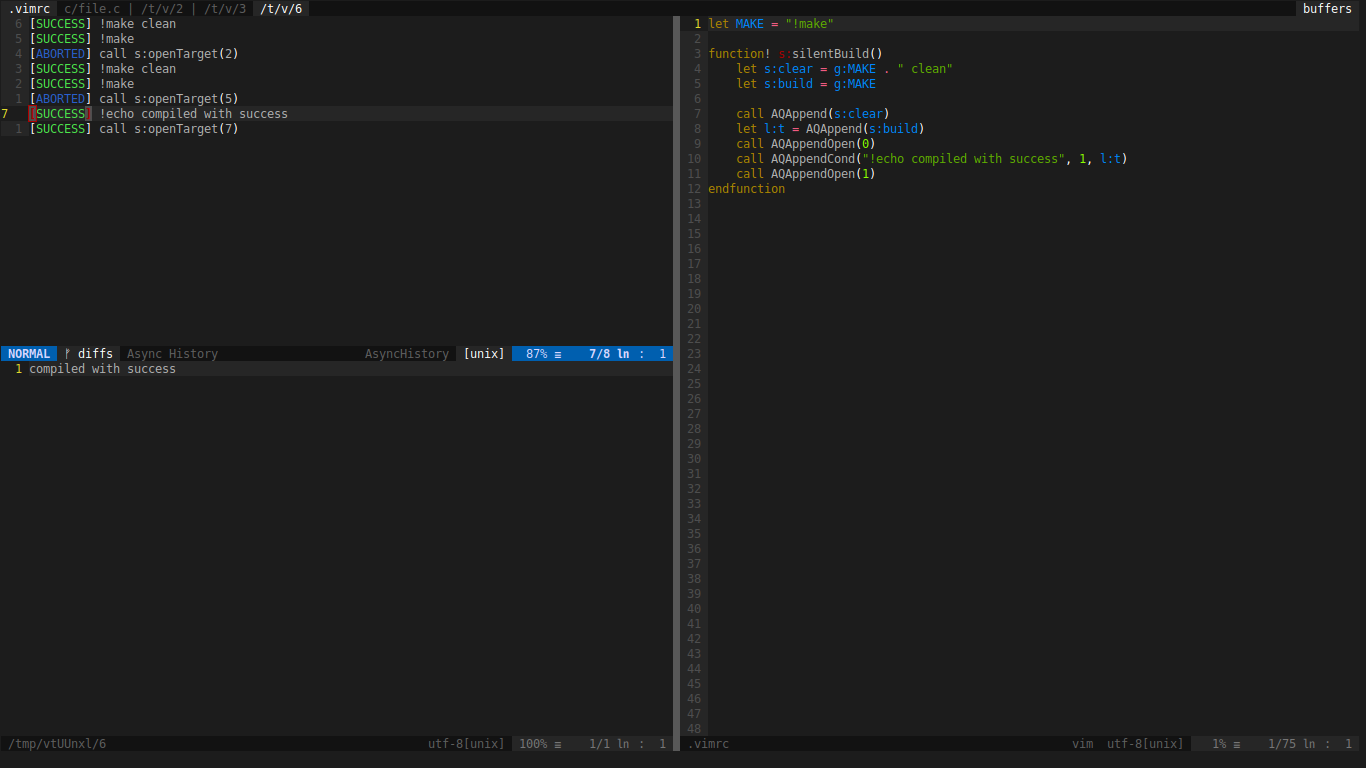 .vimrc c/file.c | /t/v/2 | /t/v/3 /t/v/6 buffers
6 [SUCCESS] !make clean
5 [SUCCESS] !make
4 [ABORTED] call s:openTarget(2)
3 [SUCCESS] !make clean
2 [SUCCESS] !make
1 [ABORTED] call s:openTarget(5)
7 [SUCCESS] !echo compiled with success
1 [SUCCESS] call s:openTarget(7)
NORMAL ᚠ diffs Async History AsyncHistory [unix] 87% ≡ 7/8 ln : 1
1 compiled with success
/tmp/vtUUnxl/6 utf-8[unix] 100% ≡ 1/1 ln : 1
1 let MAKE = "!make"
2
3 function! s:silentBuild()
4 let s:clear = g:MAKE . " clean"
5 let s:build = g:MAKE
6
7 call AQAppend(s:clear)
8 let l:t = AQAppend(s:build)
9 call AQAppendOpen(0)
10 call AQAppendCond("!echo compiled with success", 1, l:t)
11 call AQAppendOpen(1)
12 endfunction
13
14
15
16
17
18
19
20
21
22
23
24
25
26
27
28
29
30
31
32
33
34
35
36
37
38
39
40
41
42
43
44
45
46
47
48
.vimrc vim utf-8[unix] 1% ≡ 1/75 ln : 1